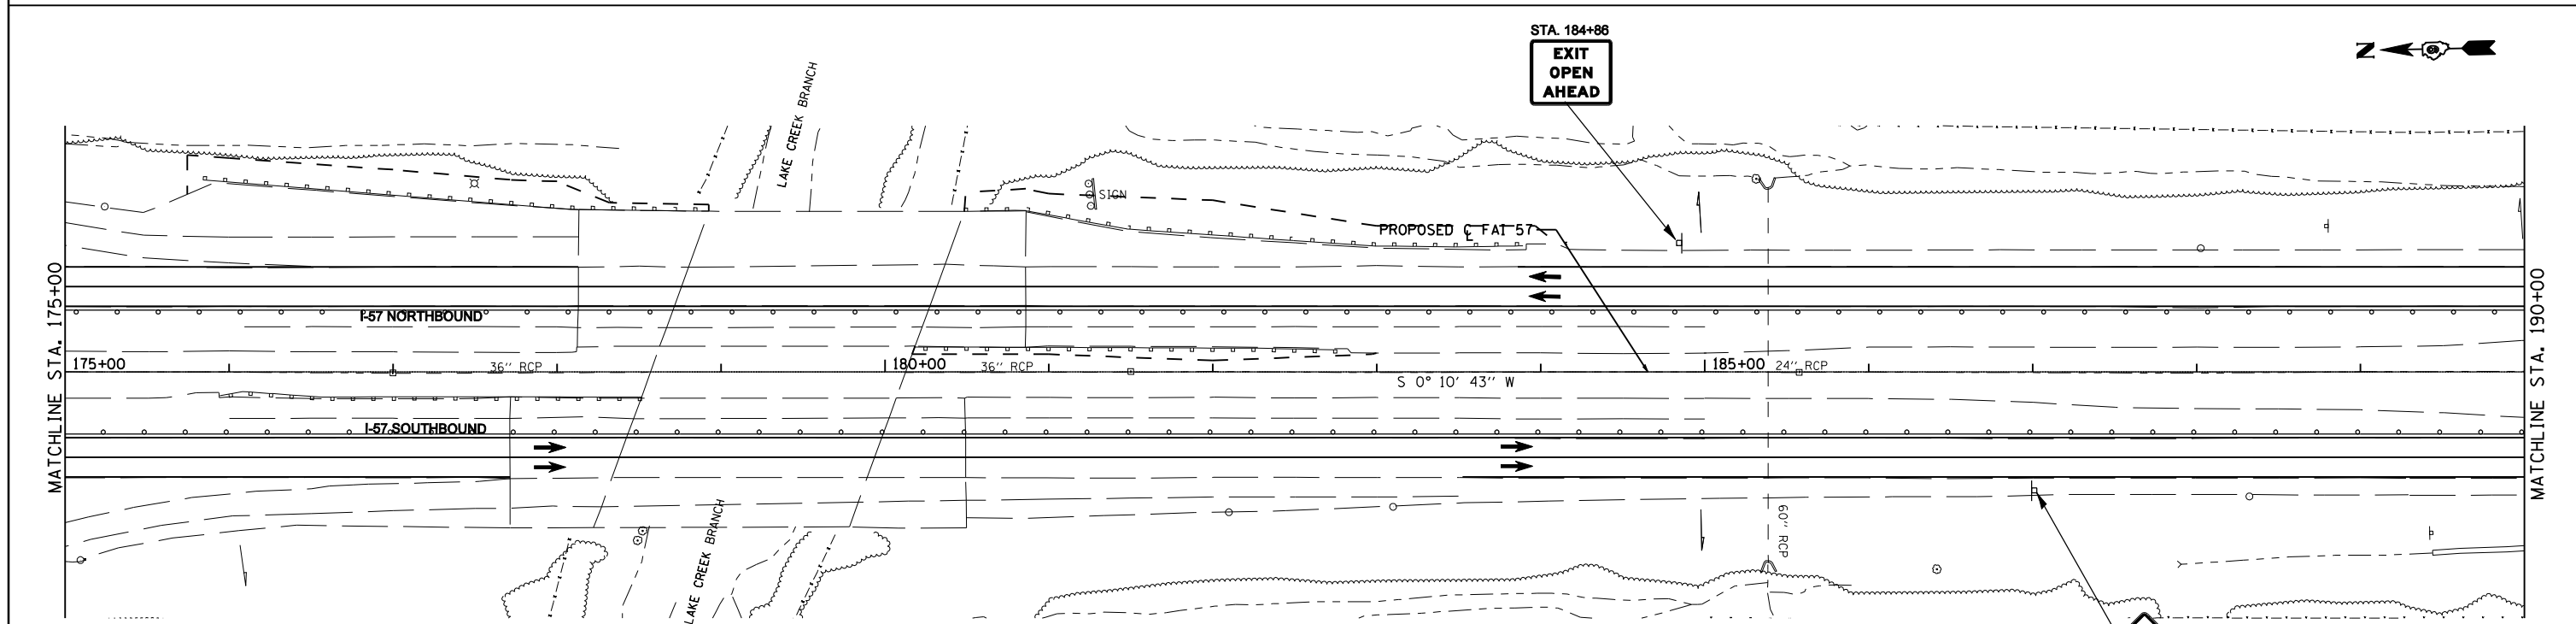 STA. 184+86
EXIT
OPEN
AHEAD
N
LAKE CREEK BRANCH
SIGN
PROPOSED ℄ FAI 57
MATCHLINE STA. 175+00
I-57 NORTHBOUND
175+00
36" RCP
180+00
36" RCP
185+00
24" RCP
S 0° 10' 43" W
I-57 SOUTHBOUND
LAKE CREEK BRANCH
60" RCP
MATCHLINE STA. 190+00